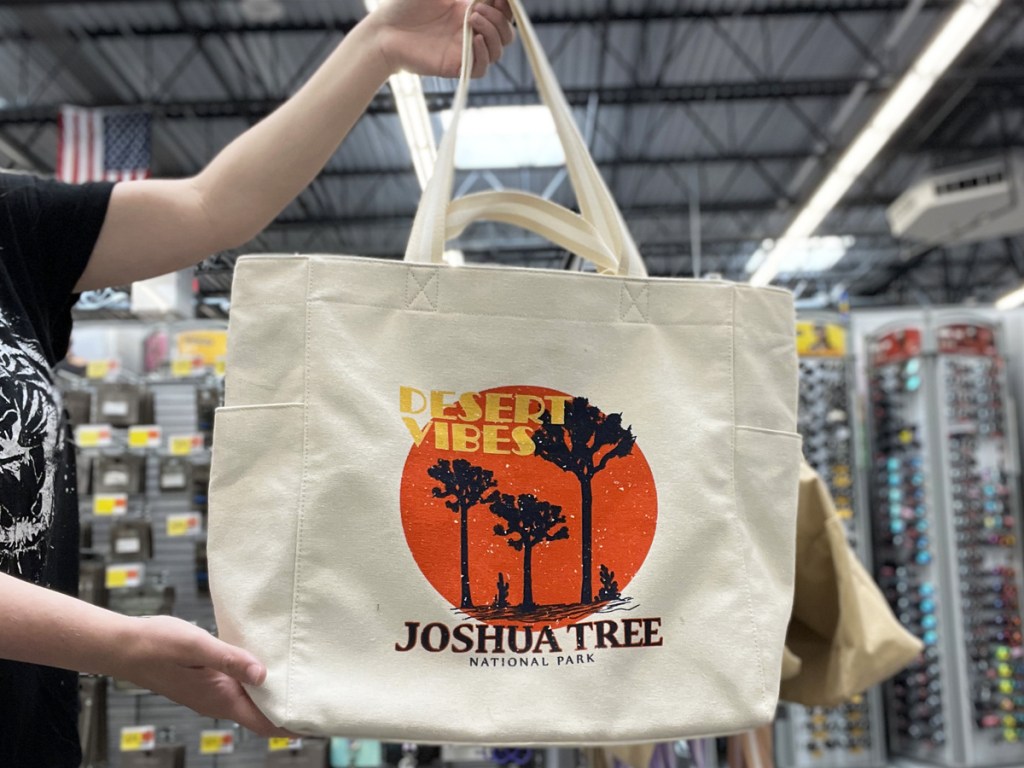 DESERT
VIBES
JOSHUA TREE
NATIONAL PARK